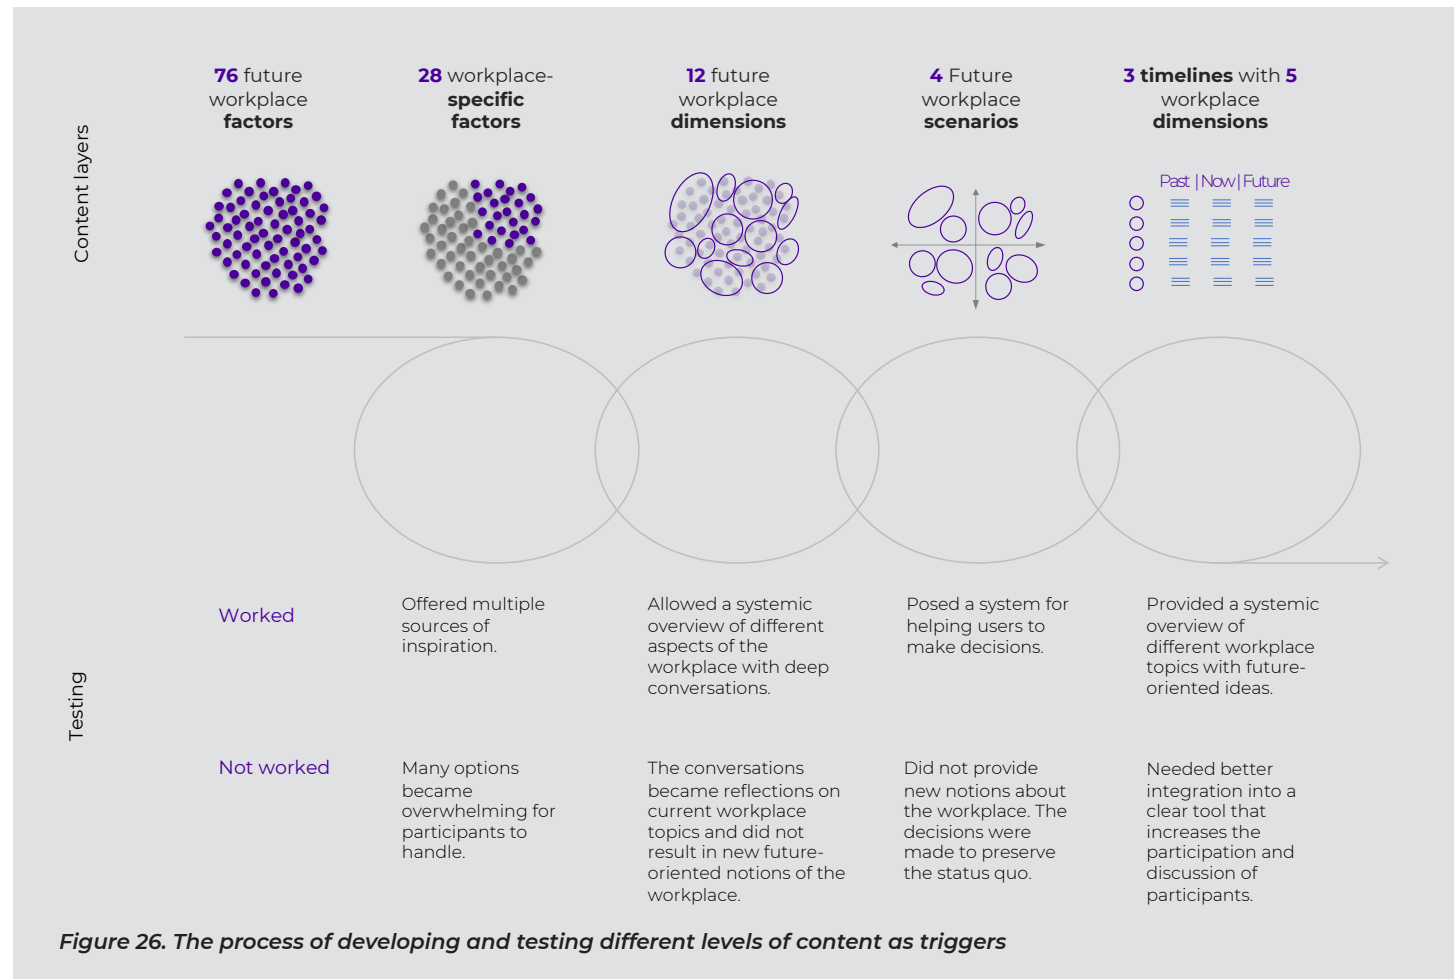 76 future
workplace
factors
28 workplace-
specific
factors
12 future
workplace
dimensions
4 Future
workplace
scenarios
3 timelines with 5
workplace
dimensions
Content layers
Past | Now | Future
Testing
Worked
Offered multiple
sources of
inspiration.
Allowed a systemic
overview of different
aspects of the
workplace with deep
conversations.
Posed a system for
helping users to
make decisions.
Provided a systemic
overview of
different workplace
topics with future-
oriented ideas.
Not worked
Many options
became
overwhelming for
participants to
handle.
The conversations
became reflections on
current workplace
topics and did not
result in new future-
oriented notions of the
workplace.
Did not provide
new notions about
the workplace. The
decisions were
made to preserve
the status quo.
Needed better
integration into a
clear tool that
increases the
participation and
discussion of
participants.
Figure 26. The process of developing and testing different levels of content as triggers